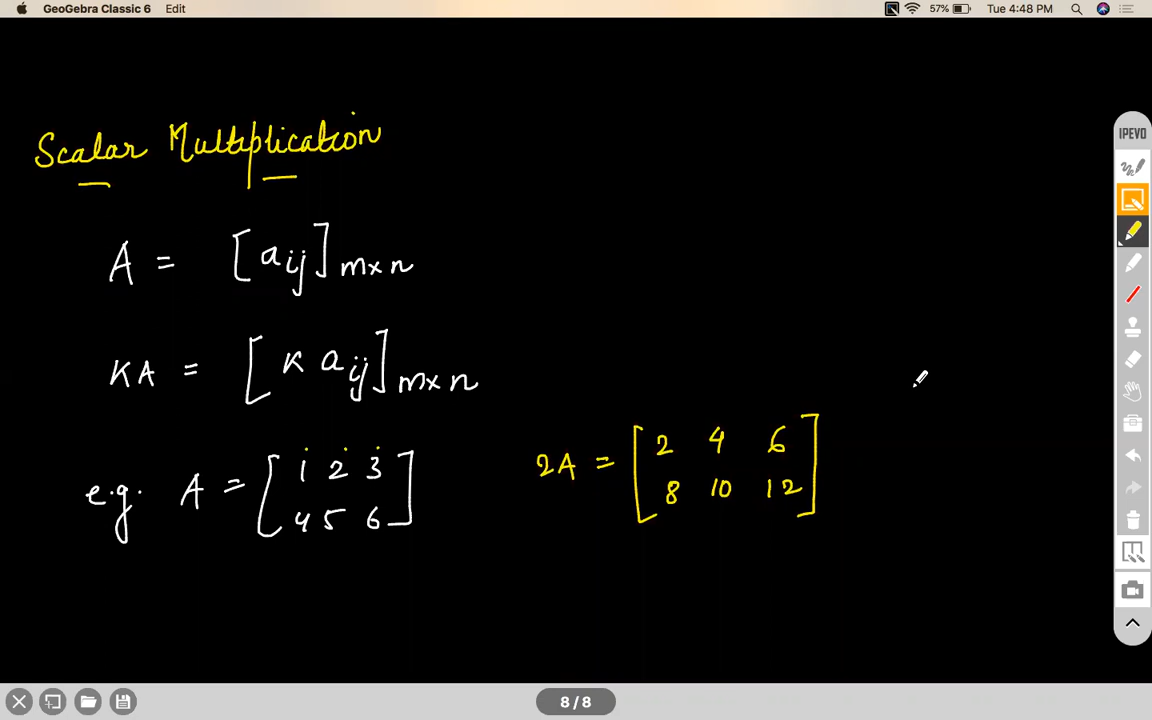 GeoGebra Classic 6 Edit 57% Tue 4:48 PM
Scalar Multiplication
IPEVO
A = [aij] m×n
KA = [K aij] m×n
e.g: A = [1 2 3
4 5 6]
2A = [2 4 6
8 10 12]
8 / 8